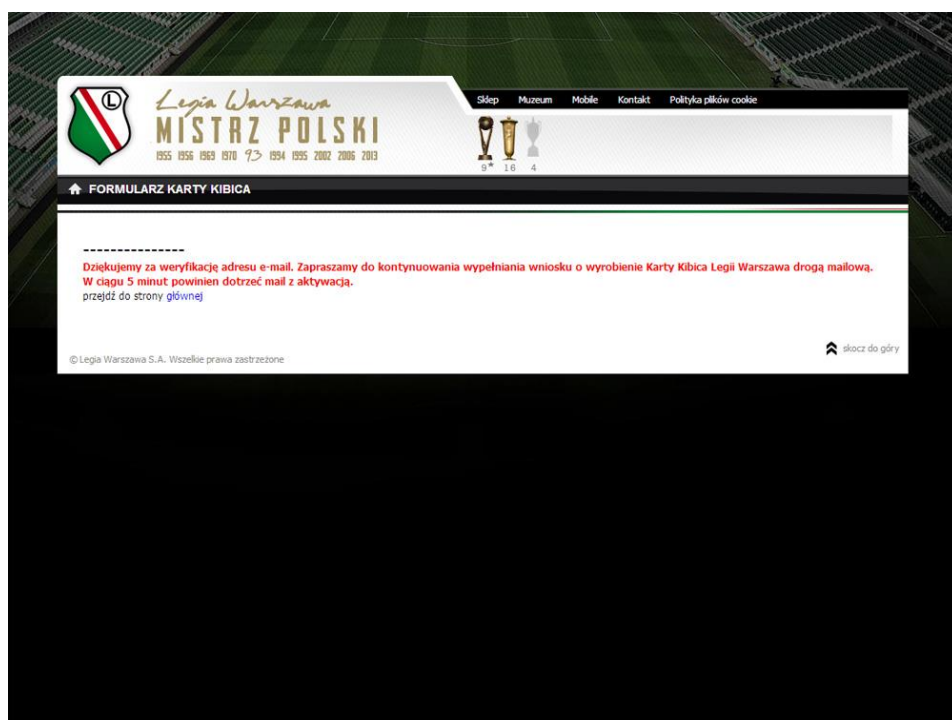 L
Legia Warszawa
MISTRZ POLSKI
1955 1956 1969 1970 93 1994 1995 2002 2006 2013
Sklep Muzeum Mobile Kontakt Polityka plików cookie
9* 16 4
FORMULARZ KARTY KIBICA
---------------
Dziękujemy za weryfikację adresu e-mail. Zapraszamy do kontynuowania wypełniania wniosku o wyrobienie Karty Kibica Legii Warszawa drogą mailową.
W ciągu 5 minut powinien dotrzeć mail z aktywacją.
przejdź do strony głównej
skocz do góry
© Legia Warszawa S.A. Wszelkie prawa zastrzeżone